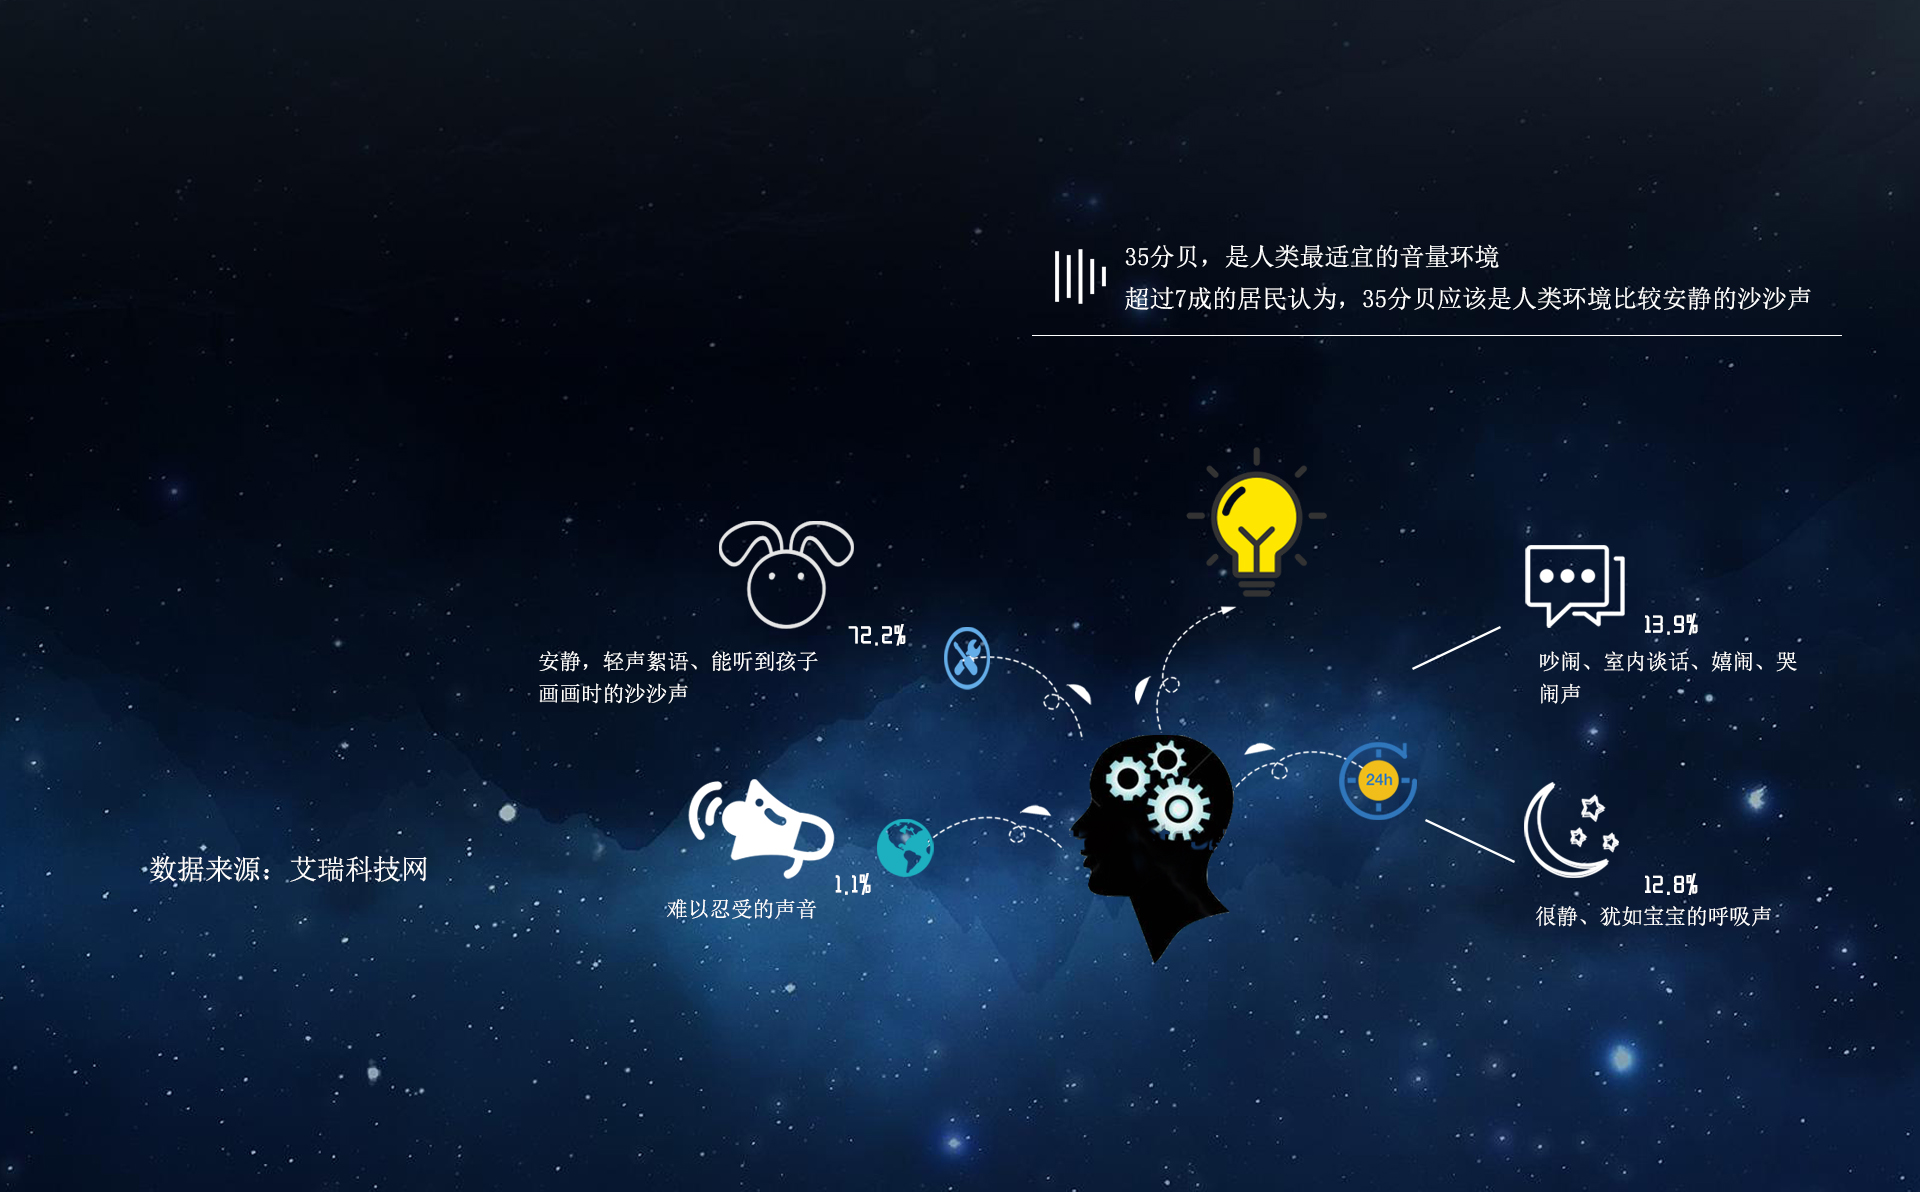 35分贝，是人类最适宜的音量环境
超过7成的居民认为，35分贝应该是人类环境比较安静的沙沙声
72.2%
安静，轻声絮语、能听到孩子
画画时的沙沙声
13.9%
吵闹、室内谈话、嬉闹、哭
闹声
24h
1.1%
难以忍受的声音
12.8%
很静、犹如宝宝的呼吸声
数据来源：艾瑞科技网